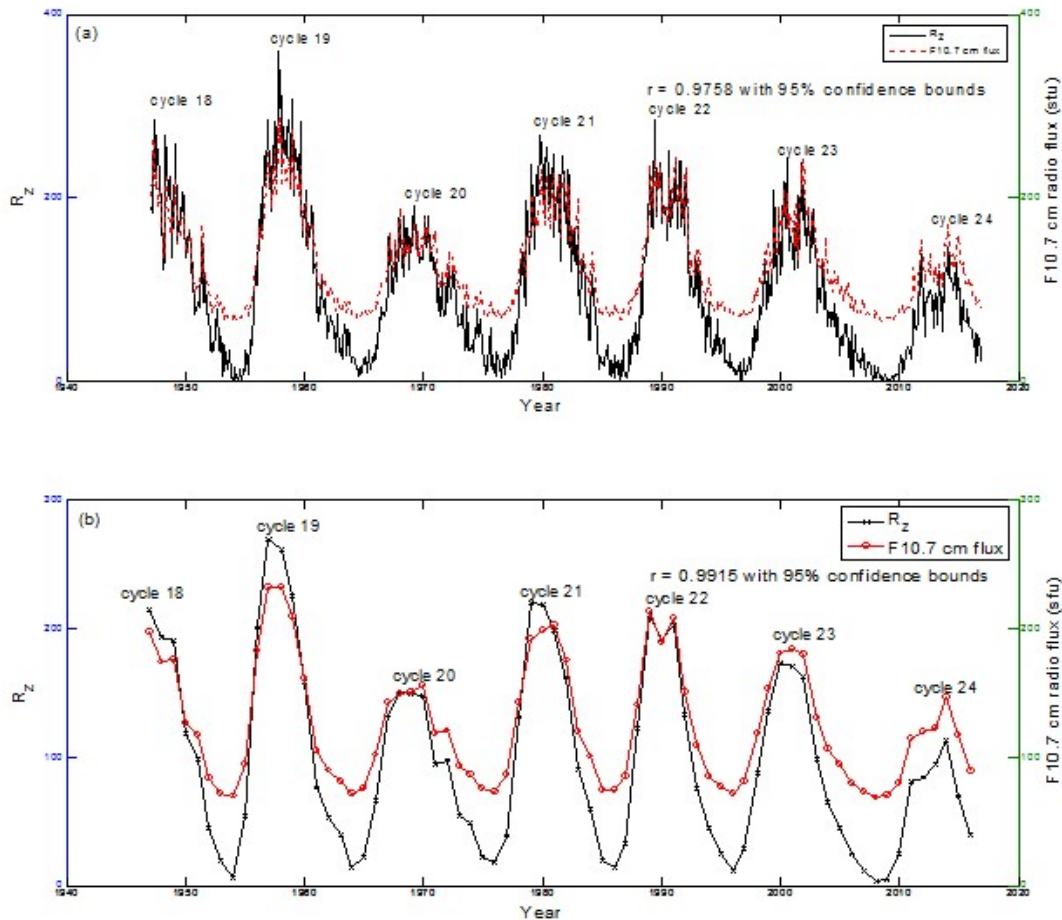 400
400
(a)
cycle 19
R_Z
F10.7 cm flux
r = 0.9758 with 95% confidence bounds
cycle 18
cycle 22
cycle 21
cycle 23
200
200
cycle 20
cycle 24
R_Z
F10.7 cm radio flux (sfu)
0
0
1940
1950
1960
1970
1980
1990
2000
2010
2020
Year
200
200
(b)
cycle 19
R_Z
F10.7 cm flux
r = 0.9915 with 95% confidence bounds
cycle 18
cycle 21
cycle 22
cycle 23
200
200
cycle 20
cycle 24
R_Z
F10.7 cm radio flux (sfu)
100
100
0
0
1940
1950
1960
1970
1980
1990
2000
2010
2020
Year